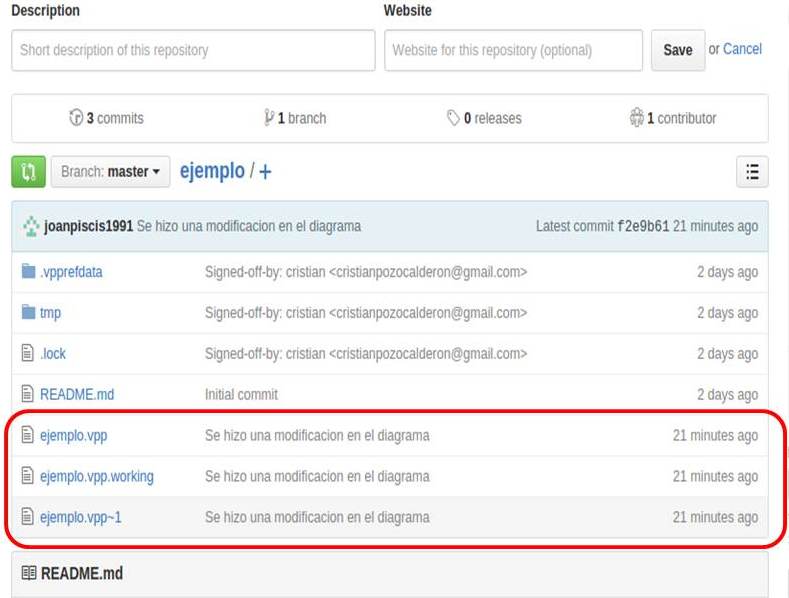 Description Website
Short description of this repository Website for this repository (optional) Save or Cancel
3 commits 1 branch 0 releases 1 contributor
Branch: master ejemplo / +
joanpiscis1991 Se hizo una modificacion en el diagrama Latest commit f2e9b61 21 minutes ago
.vpprefdata Signed-off-by: cristian <cristianpozocalderon@gmail.com> 2 days ago
tmp Signed-off-by: cristian <cristianpozocalderon@gmail.com> 2 days ago
.lock Signed-off-by: cristian <cristianpozocalderon@gmail.com> 2 days ago
README.md Initial commit 2 days ago
ejemplo.vpp Se hizo una modificacion en el diagrama 21 minutes ago
ejemplo.vpp.working Se hizo una modificacion en el diagrama 21 minutes ago
ejemplo.vpp~1 Se hizo una modificacion en el diagrama 21 minutes ago
README.md